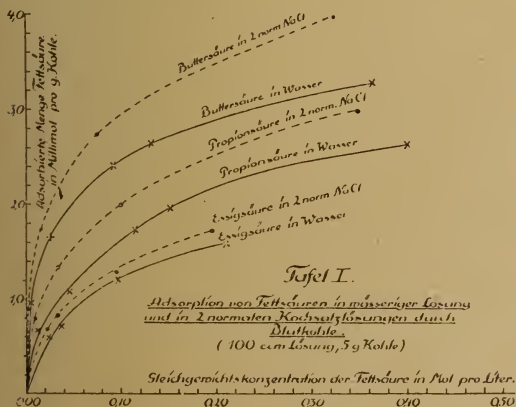 4,0
3,0
2,0
1,0
Adsorbierte Menge Fettsäure
in Millimol pro g. Kohle.
Buttersäure in 2 norm NaCl
Buttersäure in Wasser
Propionsäure in 2 norm. NaCl
Propionsäure in Wasser
Essigsäure in 2 norm NaCl
Essigsäure in Wasser
Tafel I.
Adsorption von Fettsäuren in wässeriger Lösung
und in 2 normalen Kochsatzlösungen durch
Blutkohle.
(100 ccm Lösung, 5 g Kohle)
Gleichgewichtskonzentration der Fettsäure in Mol pro Liter.
0,00 0,10 0,20 0,30 0,40 0,50